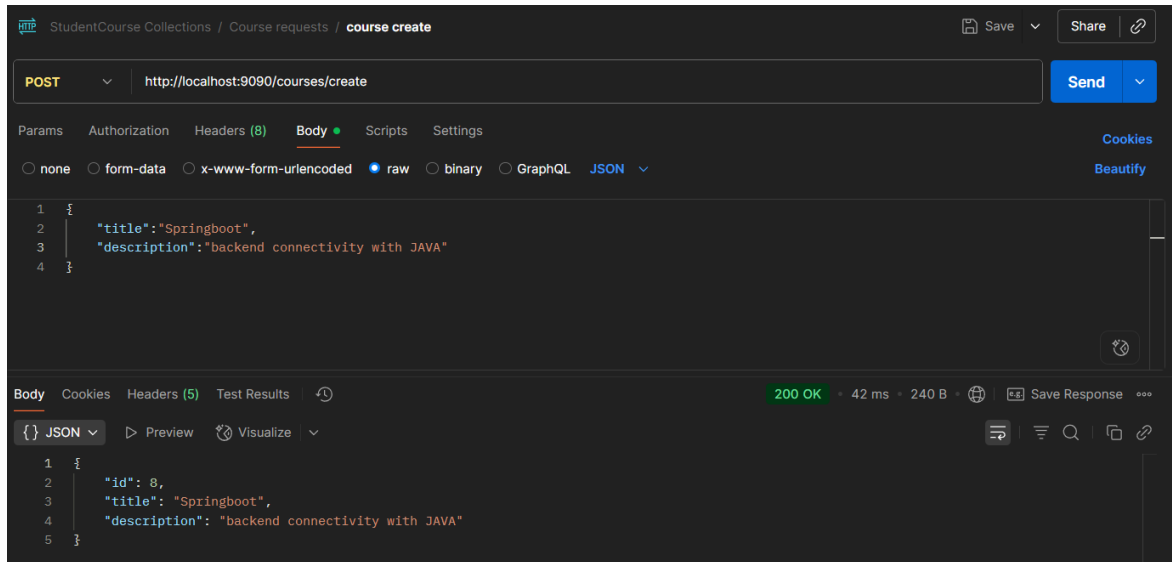 HTTP StudentCourse Collections / Course requests / course create Save Share
POST http://localhost:9090/courses/create Send
Params Authorization Headers (8) Body Scripts Settings Cookies
none form-data x-www-form-urlencoded raw binary GraphQL JSON Beautify
1 {
2 "title":"Springboot",
3 "description":"backend connectivity with JAVA"
4 }
Body Cookies Headers (5) Test Results 200 OK 42 ms 240 B e.g. Save Response
{} JSON Preview Visualize
1 {
2 "id": 8,
3 "title": "Springboot",
4 "description": "backend connectivity with JAVA"
5 }